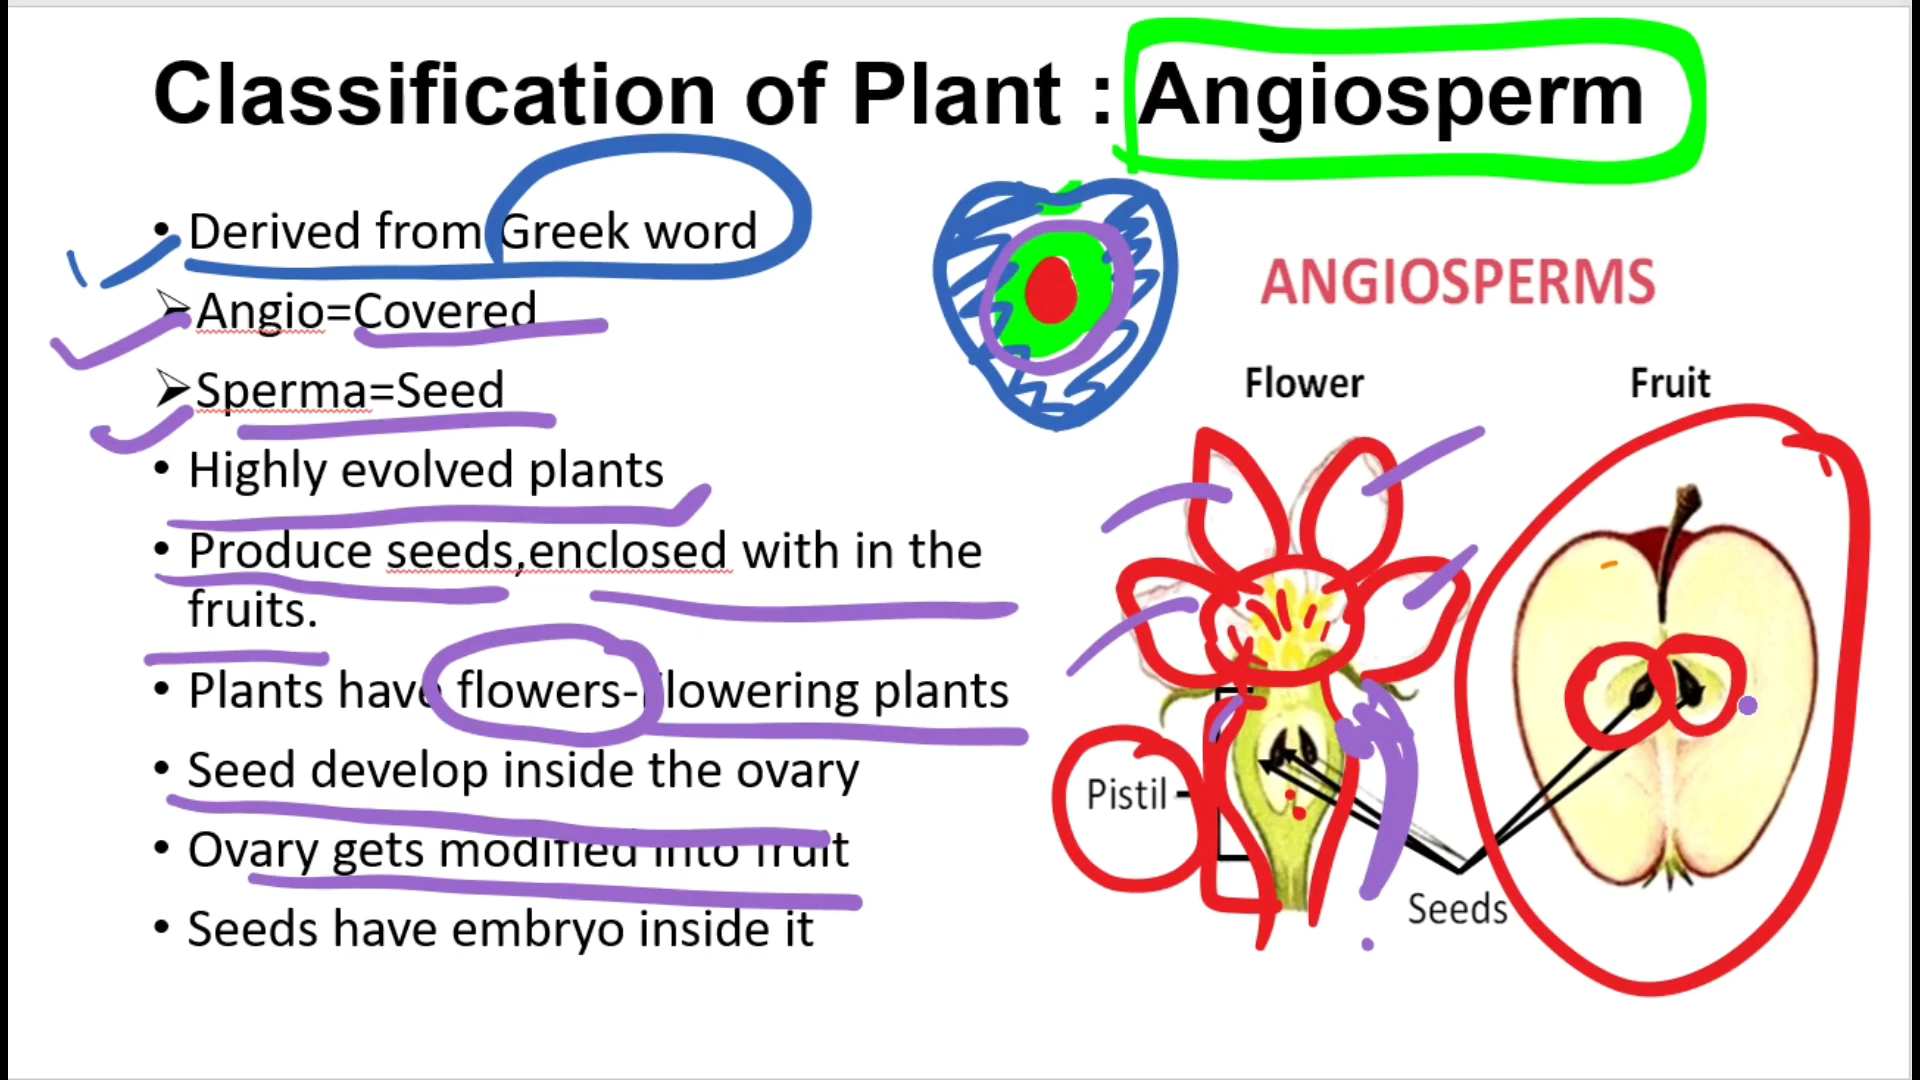 Classification of Plant : Angiosperm
• Derived from Greek word
➢Angio=Covered
➢Sperma=Seed
• Highly evolved plants
• Produce seeds,enclosed with in the
fruits.
• Plants have flowers-flowering plants
• Seed develop inside the ovary
• Ovary gets modified into fruit
• Seeds have embryo inside it
ANGIOSPERMS
Flower
Fruit
Pistil
Seeds